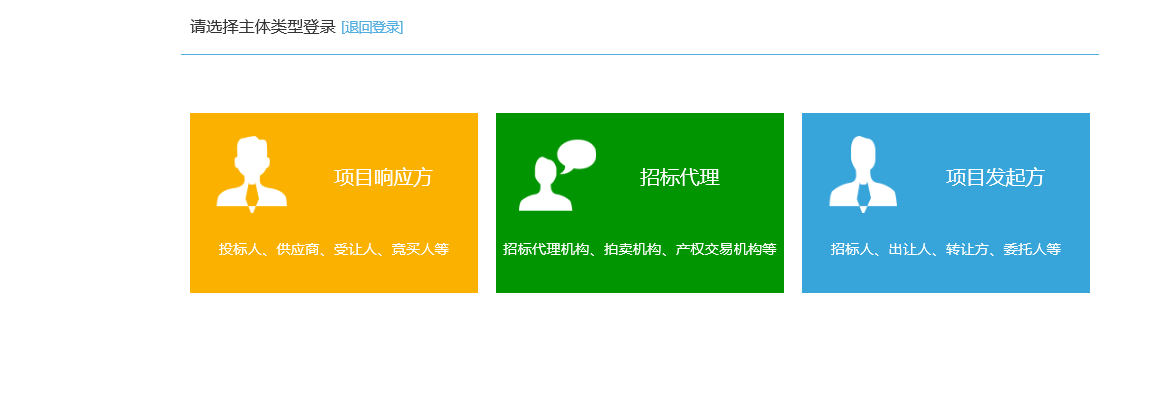 请选择主体类型登录 [退回登录]
项目响应方
招标代理
项目发起方
投标人、供应商、受让人、竞买人等
招标代理机构、拍卖机构、产权交易机构等
招标人、出让人、转让方、委托人等